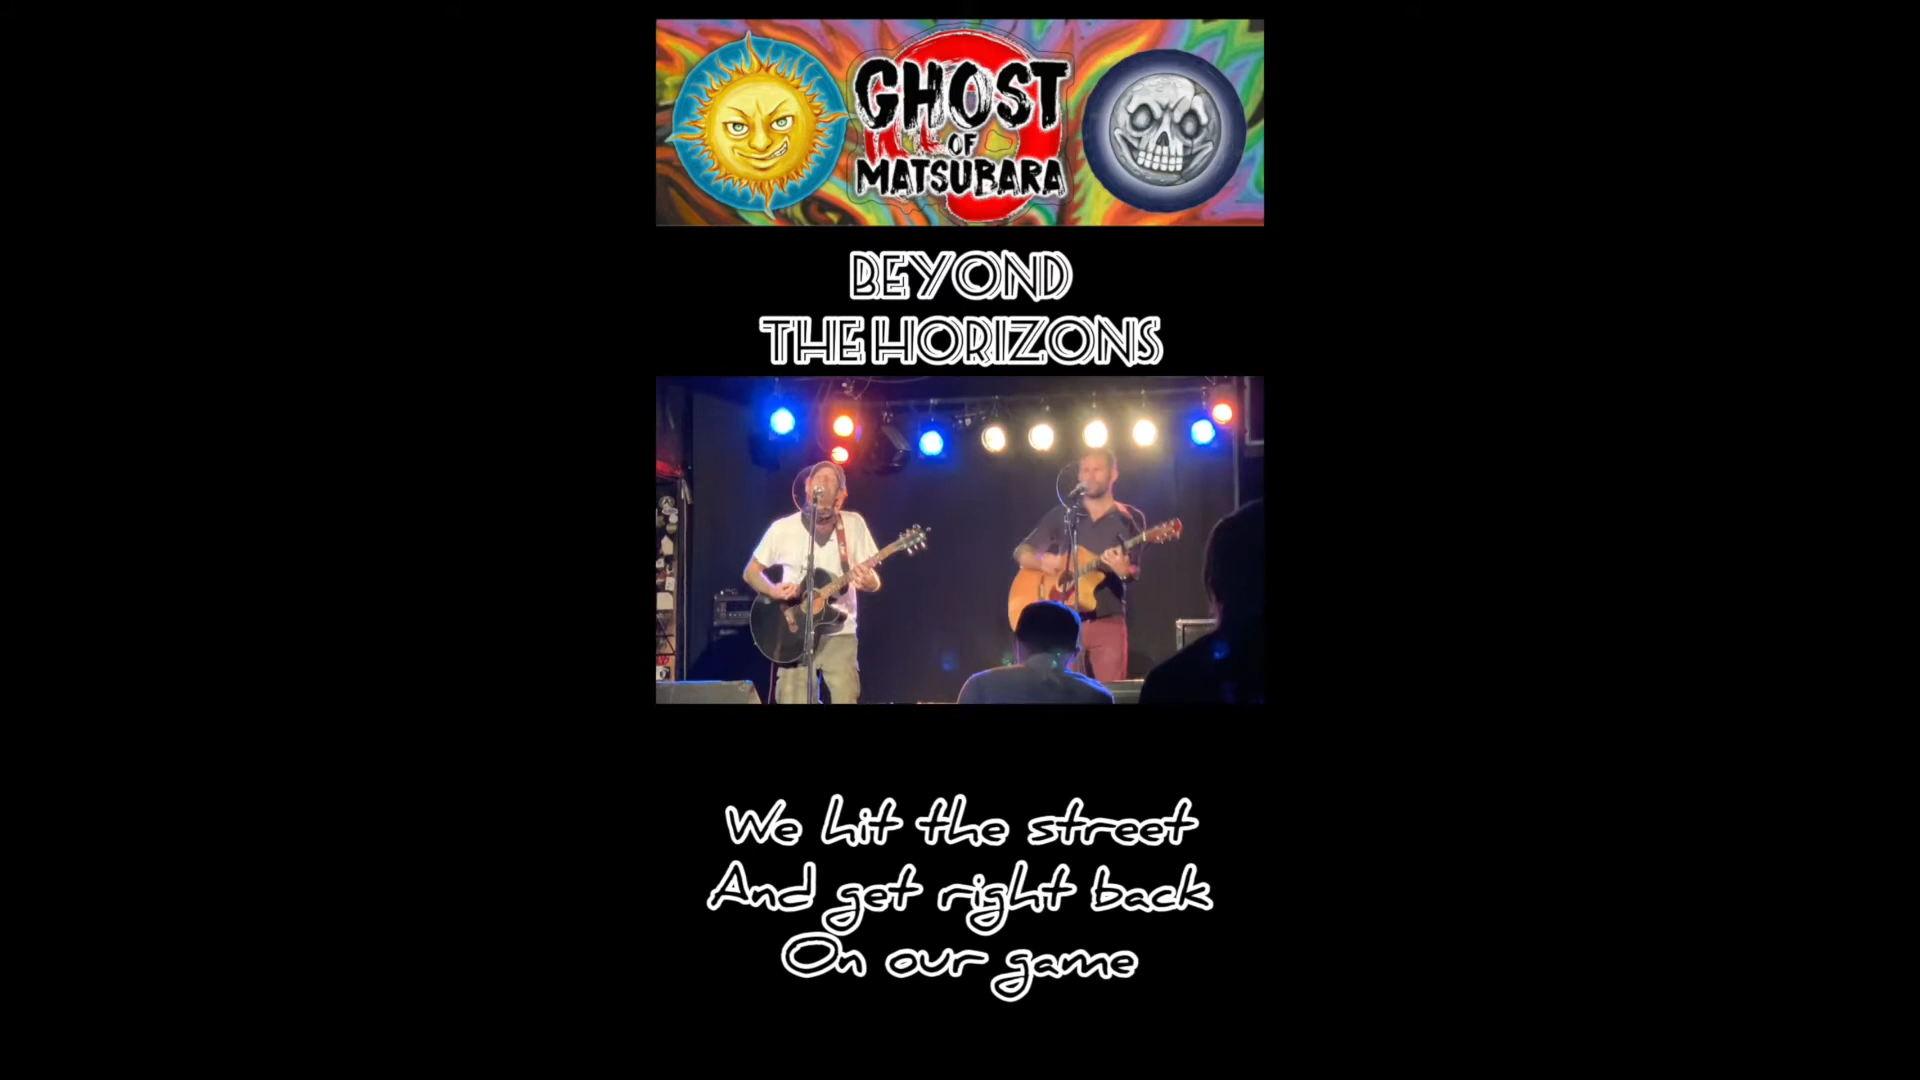 GHOST
OF
MATSUBARA
BEYOND
THE HORIZONS
We hit the street
And get right back
On our game